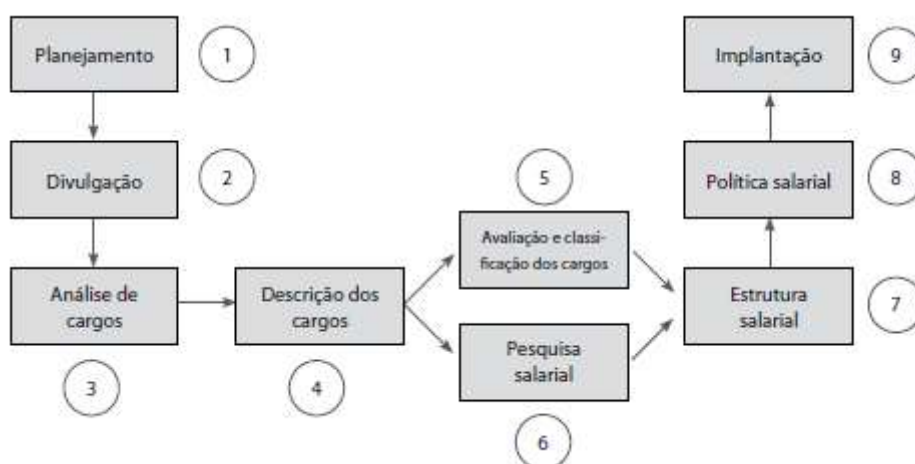 Planejamento
1
Divulgação
2
Análise de
cargos
3
Descrição dos
cargos
4
5
Avaliação e classi-
ficação dos cargos
Pesquisa
salarial
6
Estrutura
salarial
7
Política salarial
8
Implantação
9